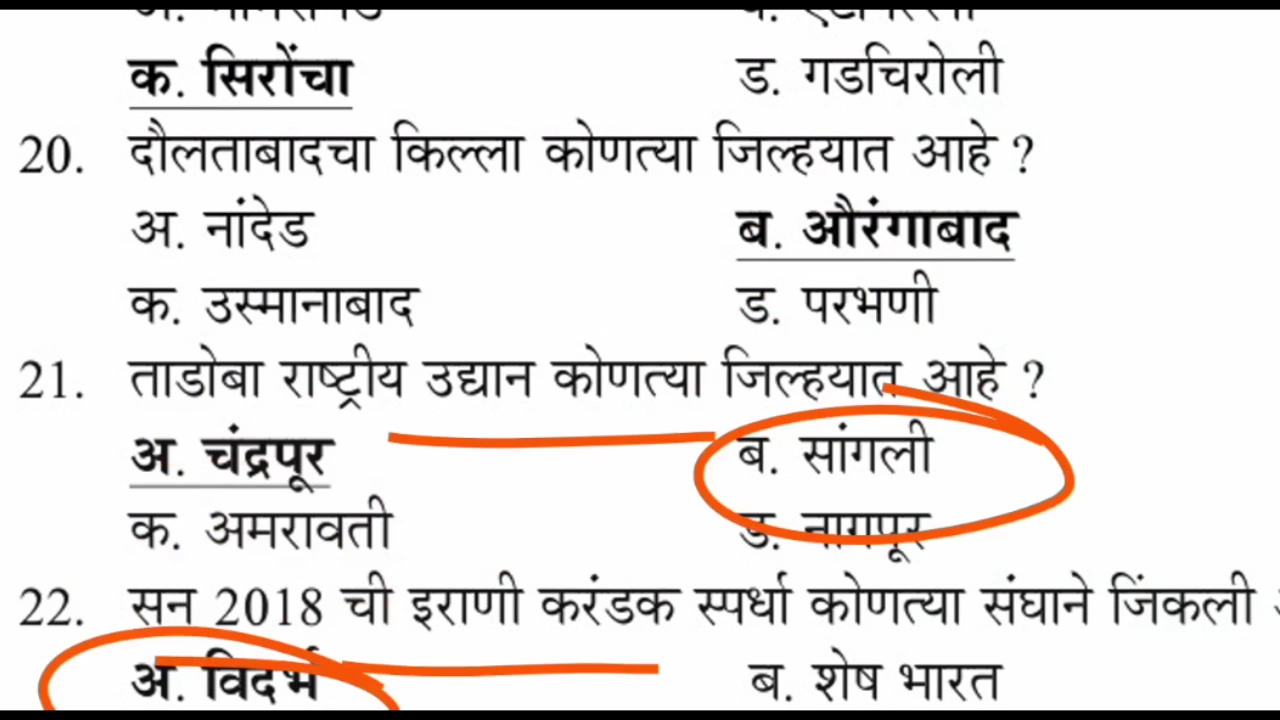 क. सिरोंचा ड. गडचिरोली
20. दौलताबादचा किल्ला कोणत्या जिल्हयात आहे ?
अ. नांदेड ब. औरंगाबाद
क. उस्मानाबाद ड. परभणी
21. ताडोबा राष्ट्रीय उद्यान कोणत्या जिल्हयात आहे ?
अ. चंद्रपूर ब. सांगली
क. अमरावती ड. नागपूर
22. सन 2018 ची इराणी करंडक स्पर्धा कोणत्या संघाने जिंकली
अ. विदर्भ ब. शेष भारत